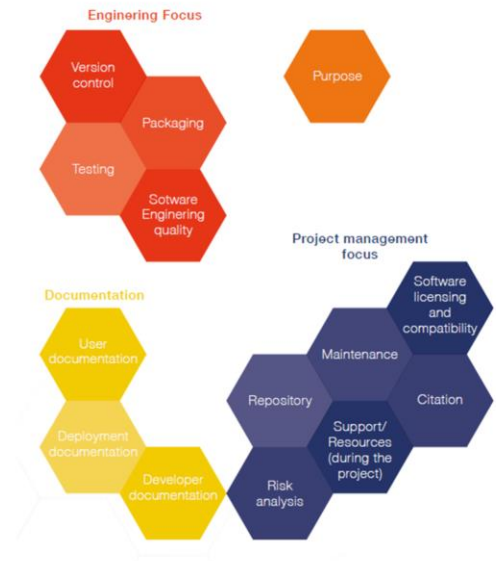 Enginering Focus
Version
control
Purpose
Packaging
Testing
Sotware
Enginering
quality
Project management
focus
Software
licensing
and
compatibility
Documentation
User
documentation
Maintenance
Repository
Citation
Support/
Resources
(during the
project)
Deployment
documentation
Developer
documentation
Risk
analysis